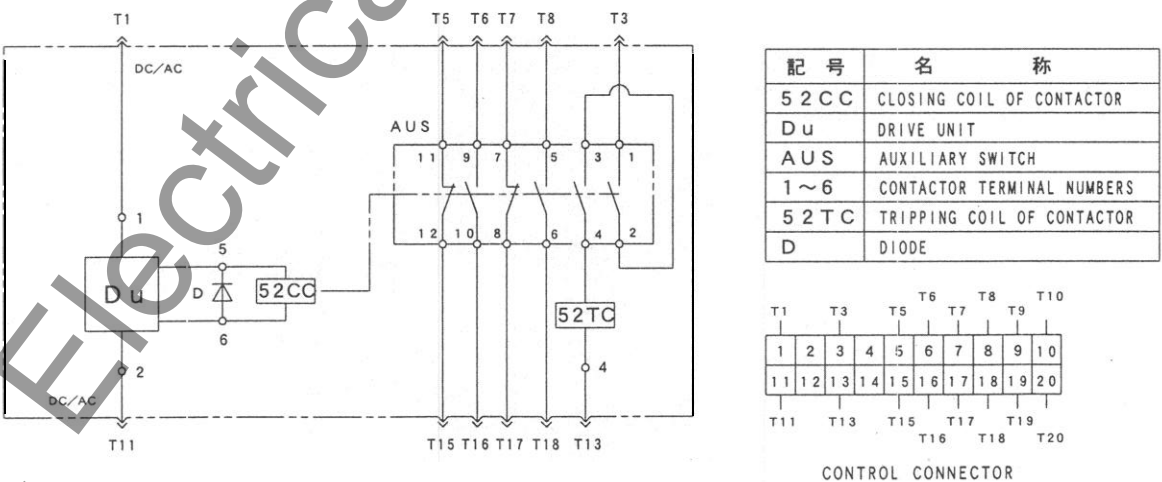 T1 T5 T6 T7 T8 T3
DC/AC
AUS
11 9 7 5 3 1
12 10 8 6 4 2
1
Du
5
D
52CC
6
2
DC/AC
52TC
4
T11 T15 T16 T17 T18 T13
Electrica
記号 名称
52CC CLOSING COIL OF CONTACTOR
Du DRIVE UNIT
AUS AUXILIARY SWITCH
1~6 CONTACTOR TERMINAL NUMBERS
52TC TRIPPING COIL OF CONTACTOR
D DIODE
T6 T8 T10
T1 T3 T5 T7 T9
1 2 3 4 5 6 7 8 9 10
11 12 13 14 15 16 17 18 19 20
T11 T13 T15 T17 T19
T16 T18 T20
CONTROL CONNECTOR